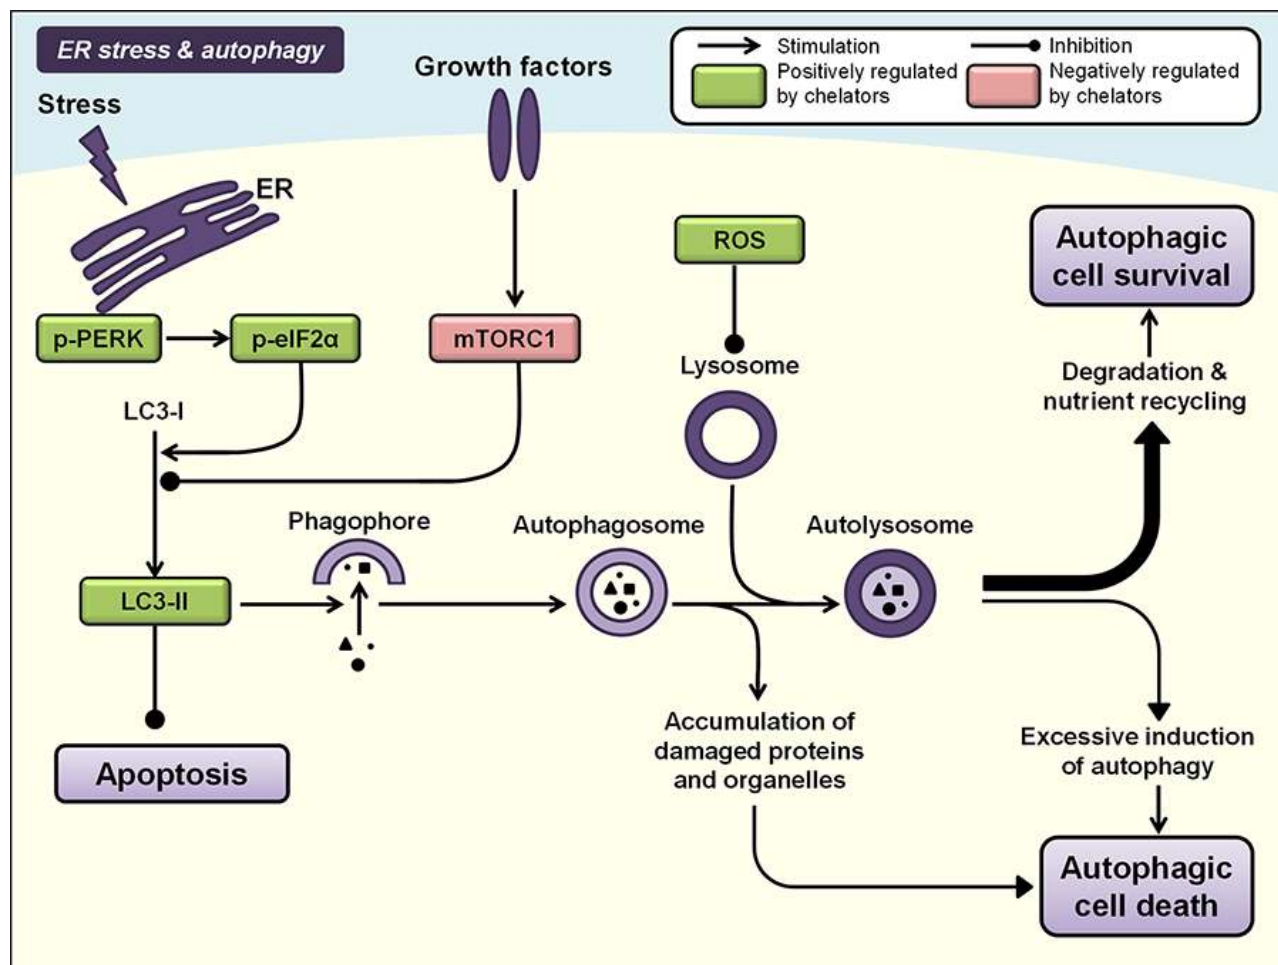 ER stress & autophagy
Stress
Growth factors
Stimulation
Inhibition
Positively regulated
by chelators
Negatively regulated
by chelators
ER
ROS
Autophagic
cell survival
p-PERK
p-eIF2α
mTORC1
Lysosome
Degradation &
nutrient recycling
LC3-I
Phagophore
Autophagosome
Autolysosome
LC3-II
Accumulation of
damaged proteins
and organelles
Excessive induction
of autophagy
Apoptosis
Autophagic
cell death